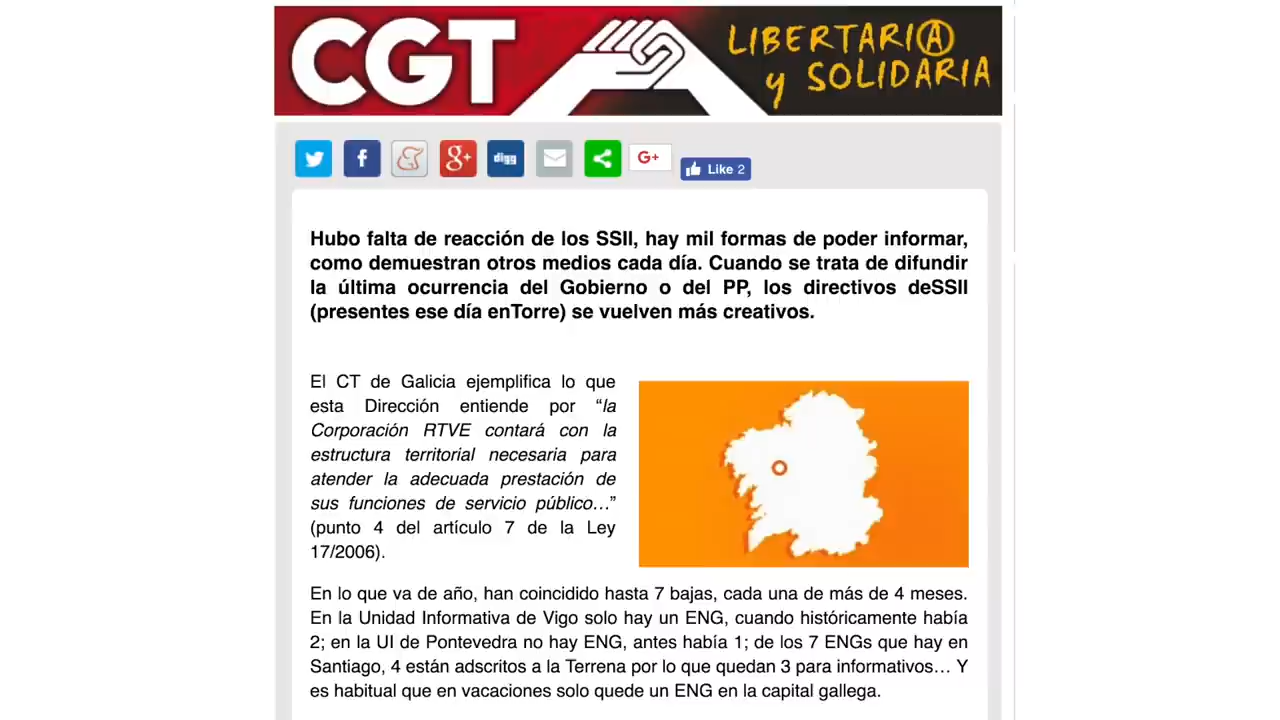 CGT
LIBERTARIA
y SOLIDARIA
g+
digg
G+
Like 2
Hubo falta de reacción de los SSII, hay mil formas de poder informar,
como demuestran otros medios cada día. Cuando se trata de difundir
la última ocurrencia del Gobierno o del PP, los directivos deSSII
(presentes ese día enTorre) se vuelven más creativos.
El CT de Galicia ejemplifica lo que
esta Dirección entiende por “la
Corporación RTVE contará con la
estructura territorial necesaria para
atender la adecuada prestación de
sus funciones de servicio público…”
(punto 4 del artículo 7 de la Ley
17/2006).
En lo que va de año, han coincidido hasta 7 bajas, cada una de más de 4 meses.
En la Unidad Informativa de Vigo solo hay un ENG, cuando históricamente había
2; en la UI de Pontevedra no hay ENG, antes había 1; de los 7 ENGs que hay en
Santiago, 4 están adscritos a la Terrena por lo que quedan 3 para informativos… Y
es habitual que en vacaciones solo quede un ENG en la capital gallega.